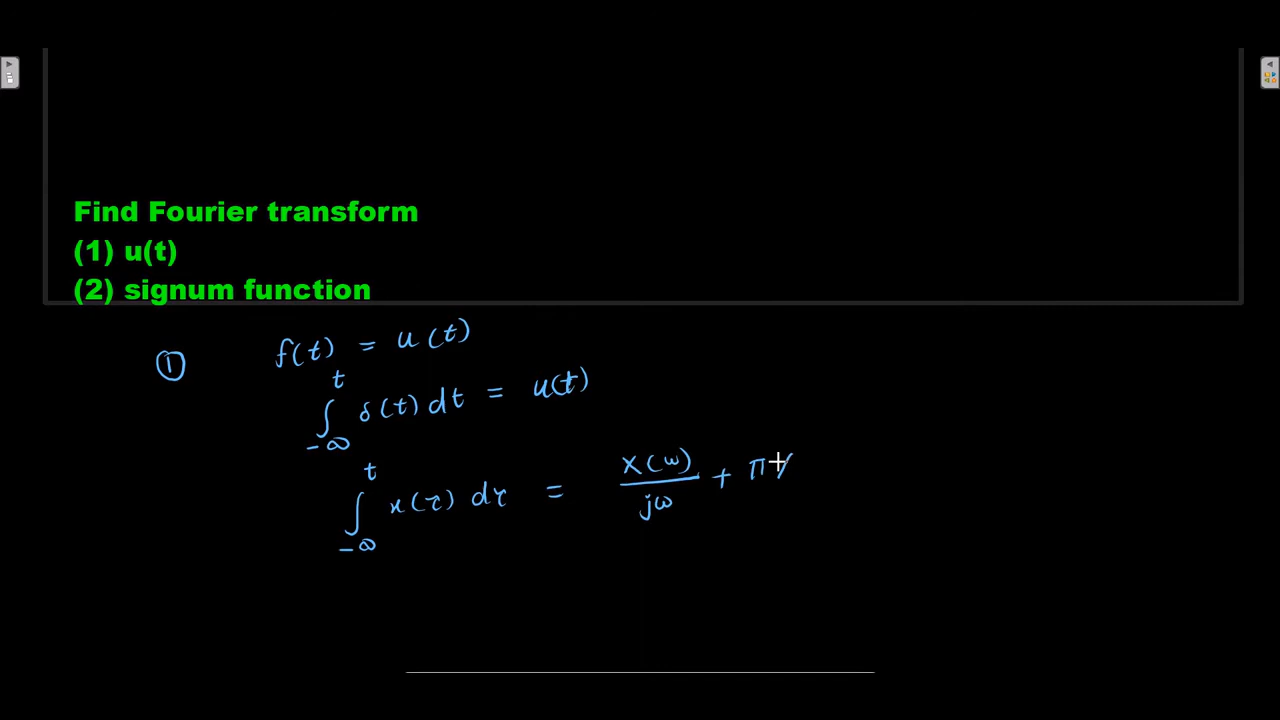 Find Fourier transform
(1) u(t)
(2) signum function
① f(t) = u(t)
∫_{-∞}^{t} δ(t) dt = u(t)
∫_{-∞}^{t} x(τ) dτ = X(ω)/jω + π